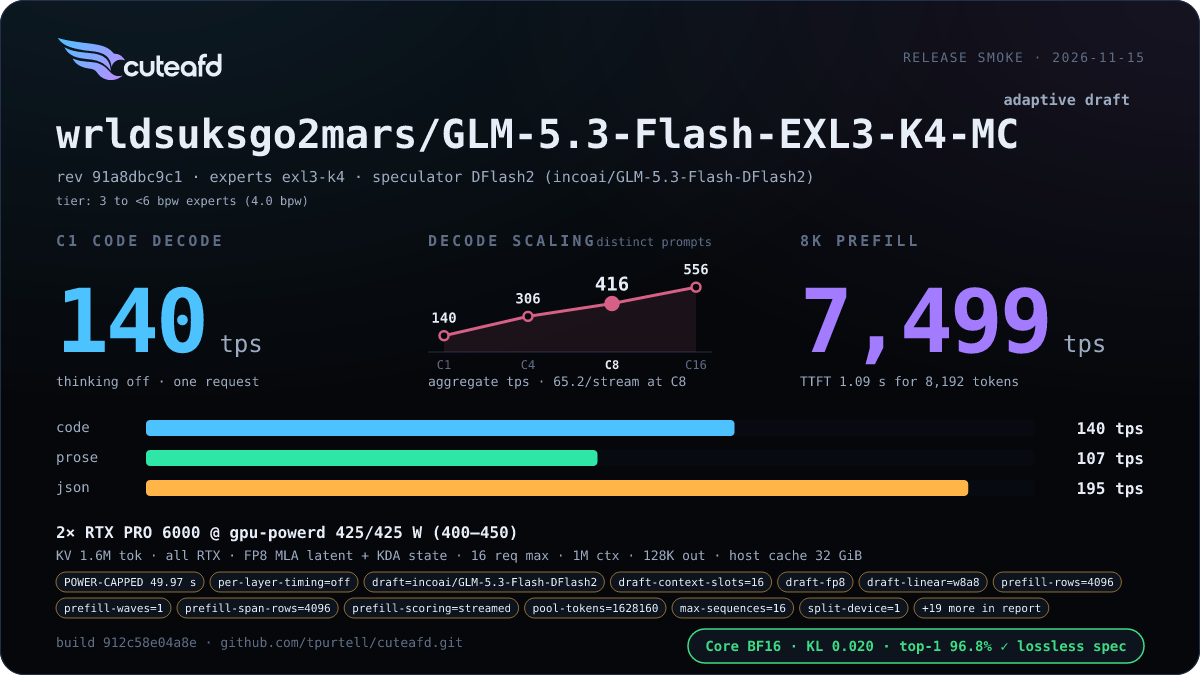 cuteafd
RELEASE SMOKE · 2026-11-15
adaptive draft
wrldsuksgo2mars/GLM-5.3-Flash-EXL3-K4-MC
rev 91a8dbc9c1 · experts exl3-k4 · speculator DFlash2 (incoai/GLM-5.3-Flash-DFlash2)
tier: 3 to <6 bpw experts (4.0 bpw)
C1 CODE DECODE
140 tps
thinking off · one request
DECODE SCALING distinct prompts
140 306 416 556
C1 C4 C8 C16
aggregate tps · 65.2/stream at C8
8K PREFILL
7,499 tps
TTFT 1.09 s for 8,192 tokens
code 140 tps
prose 107 tps
json 195 tps
2× RTX PRO 6000 @ gpu-powerd 425/425 W (400–450)
KV 1.6M tok · all RTX · FP8 MLA latent + KDA state · 16 req max · 1M ctx · 128K out · host cache 32 GiB
POWER-CAPPED 49.97 s per-layer-timing=off draft=incoai/GLM-5.3-Flash-DFlash2 draft-context-slots=16 draft-fp8 draft-linear=w8a8 prefill-rows=4096
prefill-waves=1 prefill-span-rows=4096 prefill-scoring=streamed pool-tokens=1628160 max-sequences=16 split-device=1 +19 more in report
build 912c58e04a8e · github.com/tpurtell/cuteafd.git
Core BF16 · KL 0.020 · top-1 96.8% ✓ lossless spec